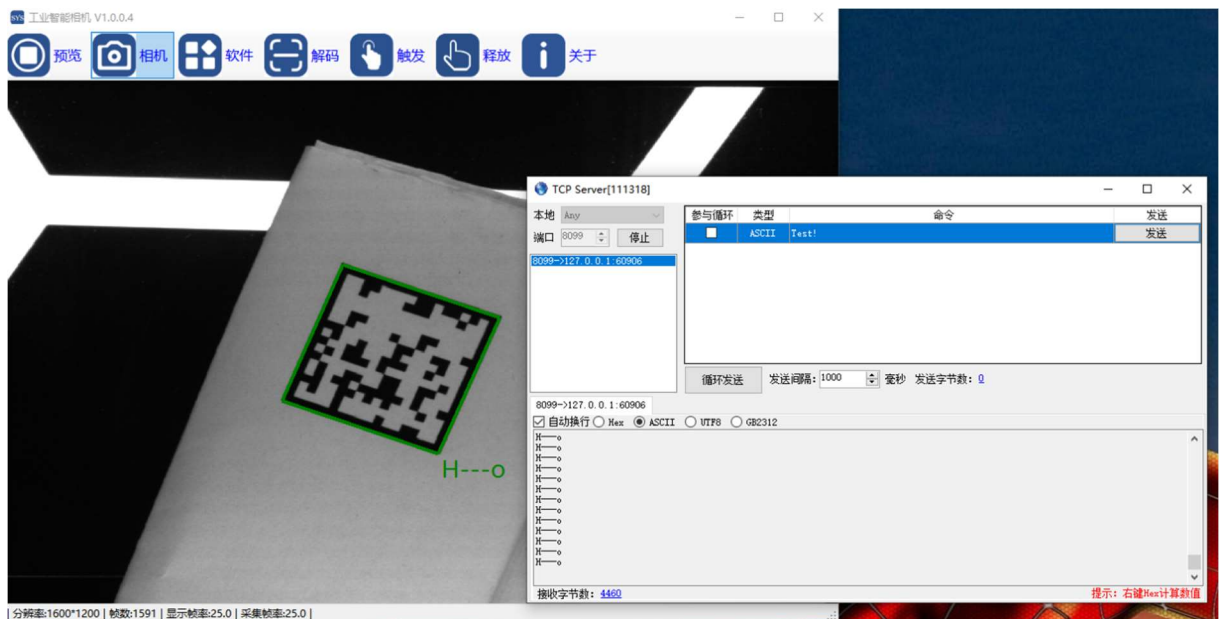 SYS 工业智能相机 V1.0.0.4
预览 相机 软件 解码 触发 释放 关于
H---o
TCP Server[111318]
本地 Any
端口 8099 停止
8099->127.0.0.1:60906
参与循环 类型 命令 发送
ASCII Test! 发送
循环发送 发送间隔: 1000 毫秒 发送字节数: 0
8099->127.0.0.1:60906
自动换行 Hex ASCII UTF8 GB2312
H---o
H---o
H---o
H---o
H---o
H---o
H---o
H---o
H---o
H---o
H---o
H---o
H---o
接收字节数: 4460
提示: 右键Hex计算数值
分辨率:1600*1200 | 帧数:1591 | 显示帧率:25.0 | 采集帧率:25.0 |